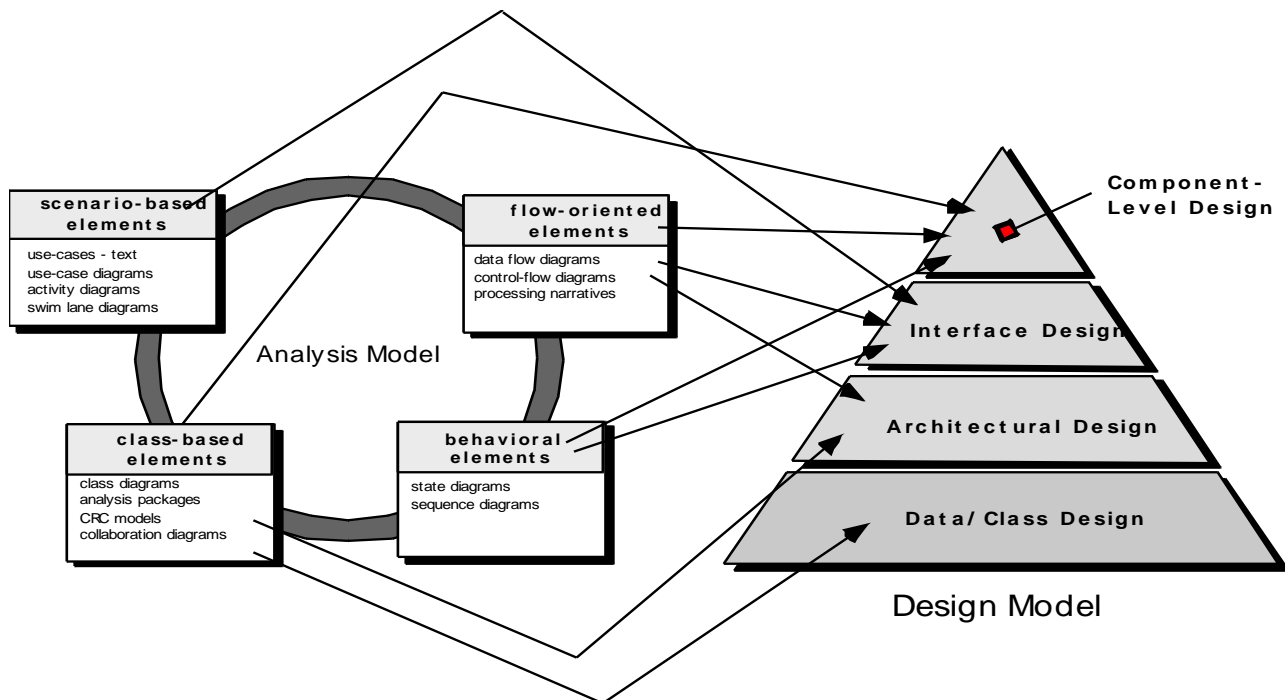 scenario-based
elements
use-cases - text
use-case diagrams
activity diagrams
swim lane diagrams
flow-oriented
elements
data flow diagrams
control-flow diagrams
processing narratives
Analysis Model
class-based
elements
class diagrams
analysis packages
CRC models
collaboration diagrams
behavioral
elements
state diagrams
sequence diagrams
Component-
Level Design
Interface Design
Architectural Design
Data/Class Design
Design Model